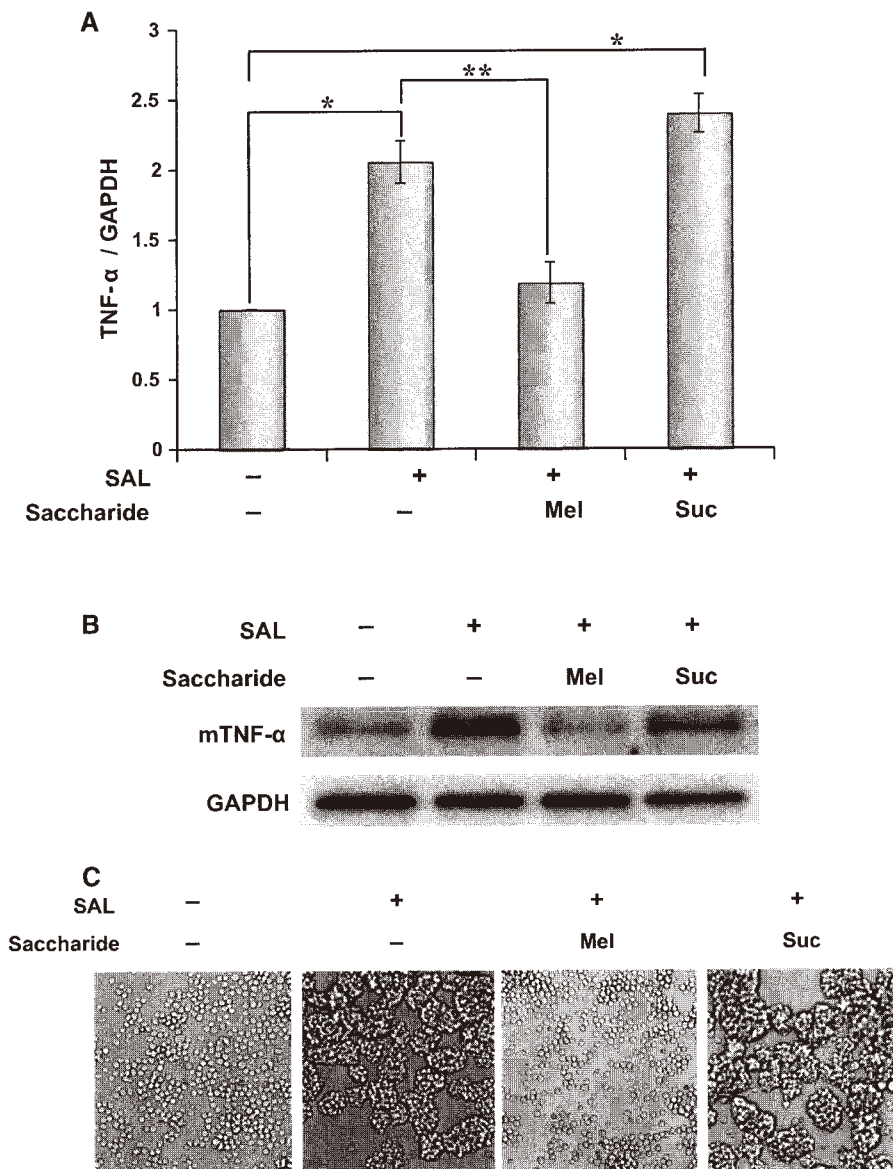 A
3
*
**
*
2.5
2
1.5
1
0.5
0
TNF-α / GAPDH
SAL – + + +
Saccharide – – Mel Suc
B
SAL – + + +
Saccharide – – Mel Suc
mTNF-α
GAPDH
C
SAL – + + +
Saccharide – – Mel Suc